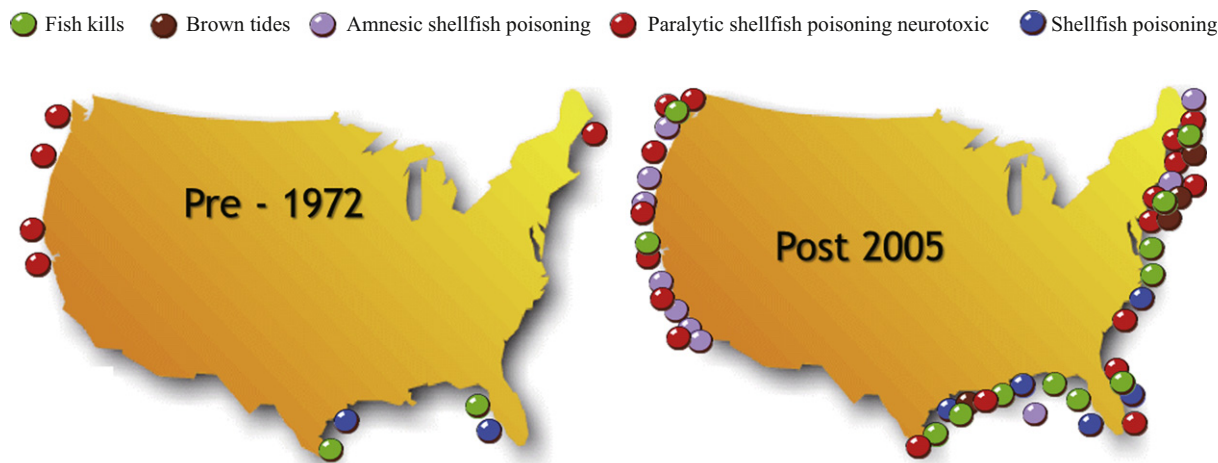 Fish kills Brown tides Amnesic shellfish poisoning Paralytic shellfish poisoning neurotoxic Shellfish poisoning
Pre - 1972
Post 2005